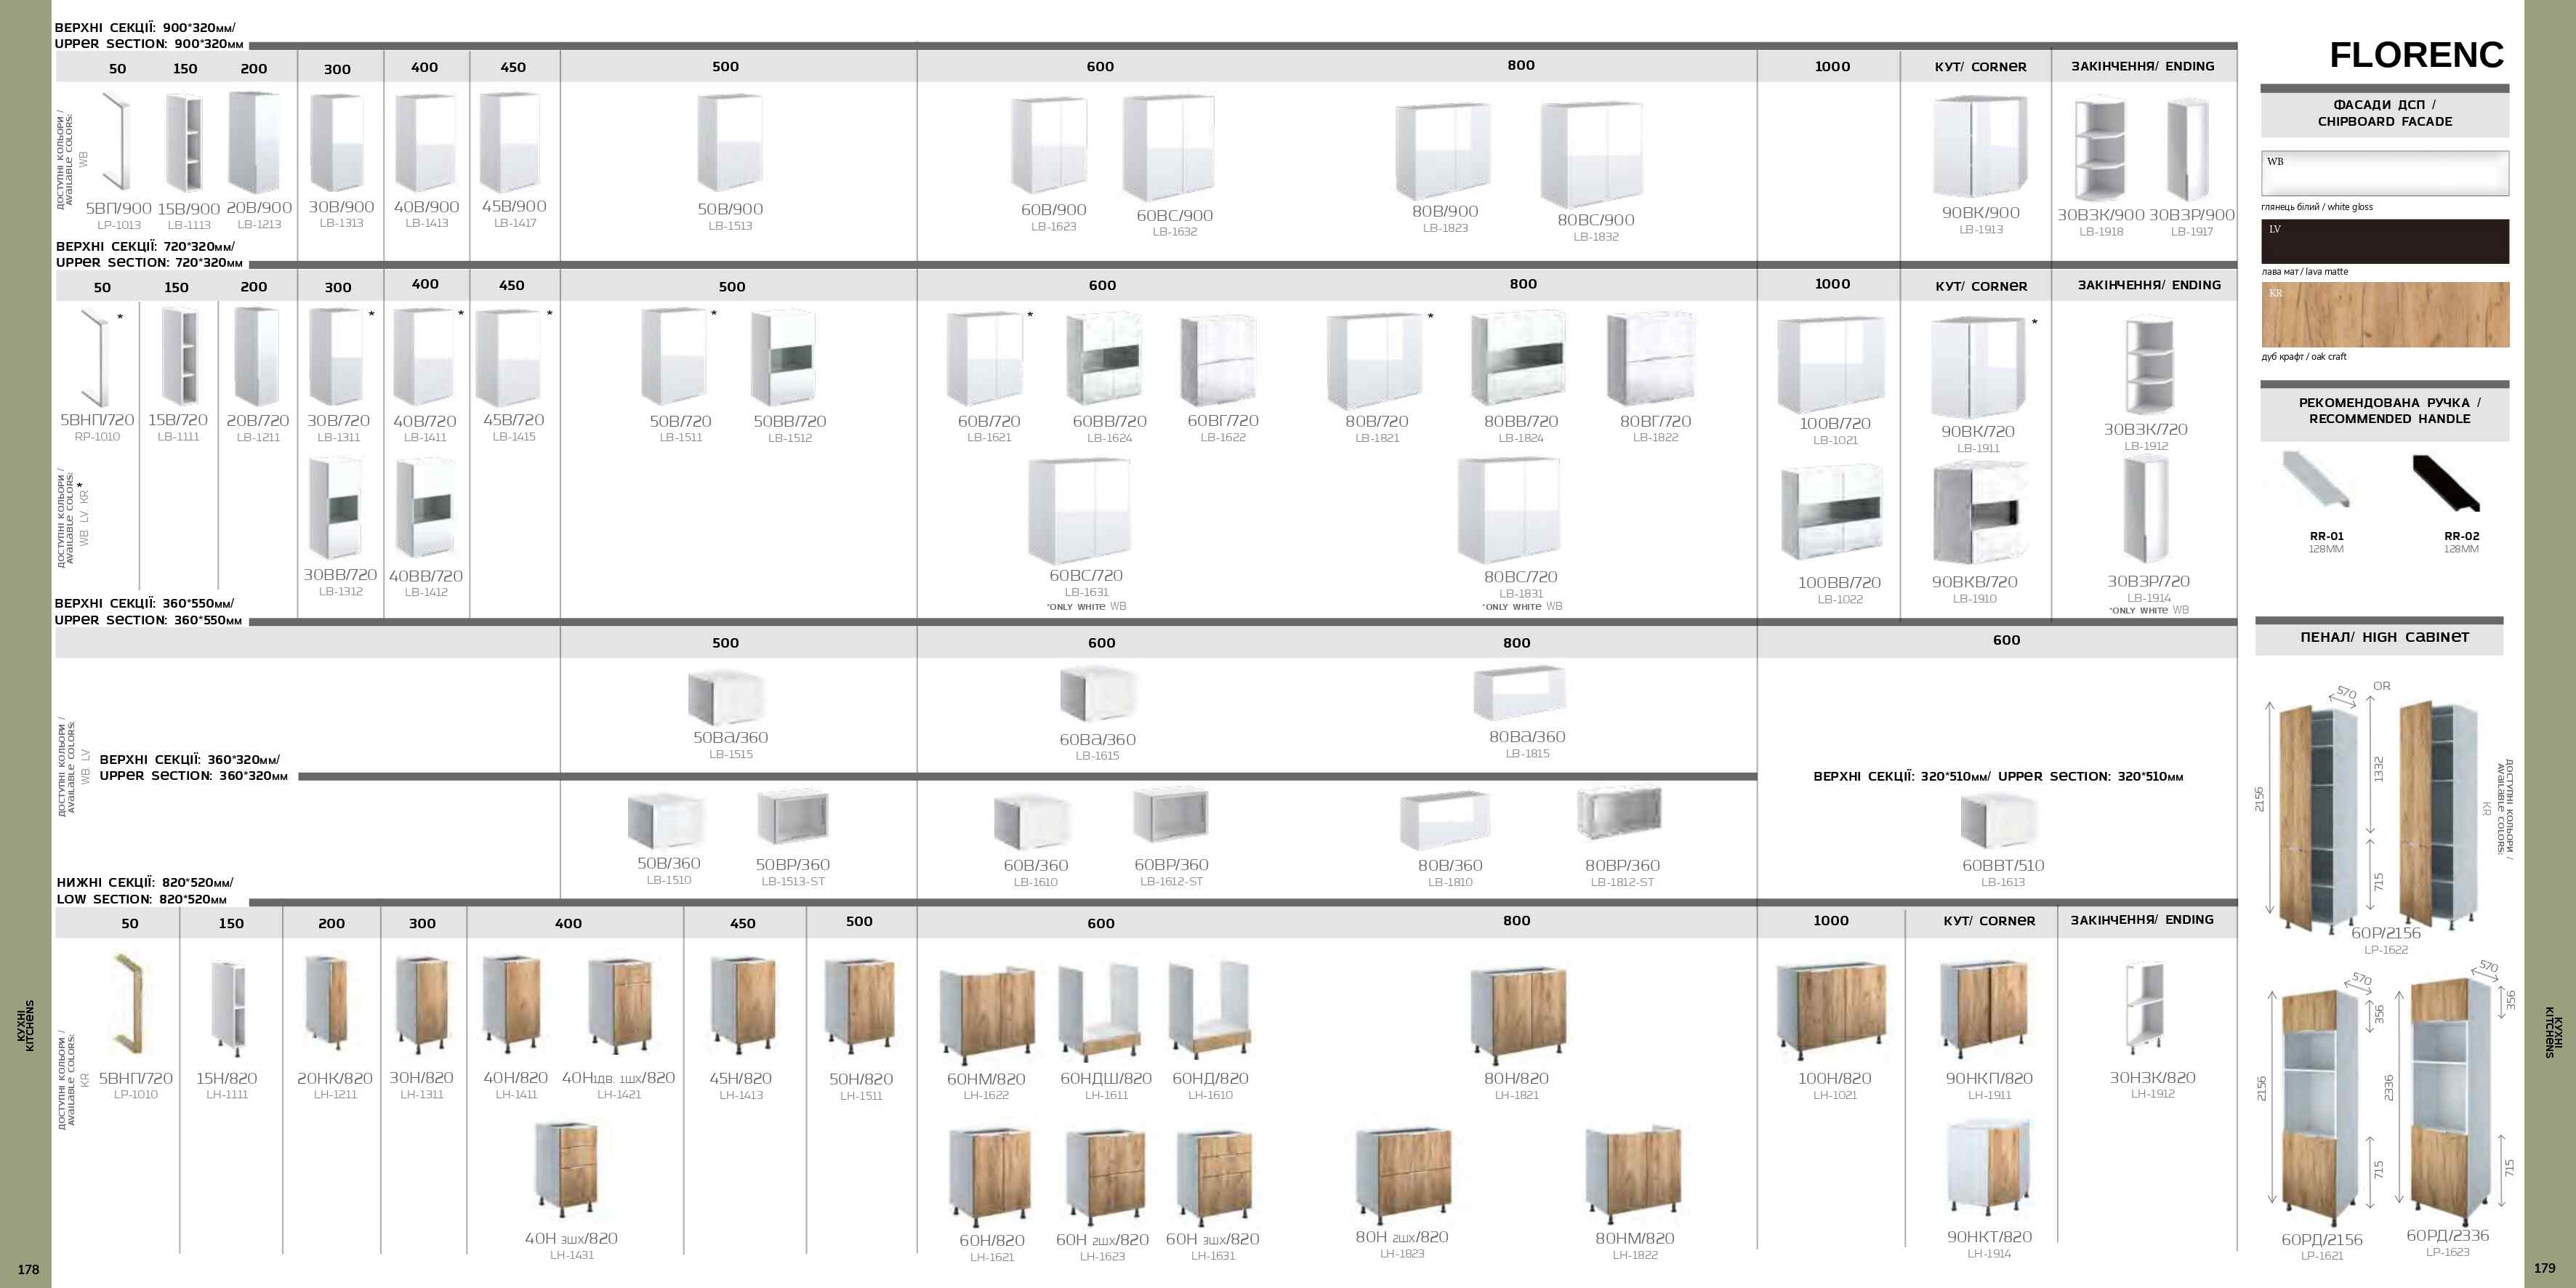 ВЕРХНІ СЕКЦІЇ: 900*320мм/
UPPER SECTION: 900*320мм
50 150 200 300 400 450 500 600 800 1000 КУТ/ CORNER ЗАКІНЧЕННЯ/ ENDING
ДОСТУПНІ КОЛЬОРИ /
AVAILABLE COLORS:
WB
5ВП/900 15В/900 20В/900 30В/900 40В/900 45В/900 50В/900 60В/900 60ВС/900 80В/900 80ВС/900 90ВК/900 30ВЗК/900 30ВЗР/900
LP-1013 LB-1113 LB-1213 LB-1313 LB-1413 LB-1417 LB-1513 LB-1623 LB-1632 LB-1823 LB-1832 LB-1913 LB-1918 LB-1917
ВЕРХНІ СЕКЦІЇ: 720*320мм/
UPPER SECTION: 720*320мм
50 150 200 300 400 450 500 600 800 1000 КУТ/ CORNER ЗАКІНЧЕННЯ/ ENDING
* * * * * * * *
5ВНП/720 15В/720 20В/720 30В/720 40В/720 45В/720 50В/720 50ВВ/720 60В/720 60ВВ/720 60ВГ/720 80В/720 80ВВ/720 80ВГ/720 100В/720 90ВК/720 30ВЗК/720
RP-1010 LB-1111 LB-1211 LB-1311 LB-1411 LB-1415 LB-1511 LB-1512 LB-1621 LB-1624 LB-1622 LB-1821 LB-1824 LB-1822 LB-1021 LB-1911 LB-1912
ДОСТУПНІ КОЛЬОРИ /
AVAILABLE COLORS:
WB LV KR *
30ВВ/720 40ВВ/720 60ВС/720 80ВС/720 100ВВ/720 90ВКВ/720 30ВЗР/720
LB-1312 LB-1412 LB-1631 LB-1831 LB-1022 LB-1910 LB-1914
*ONLY WHITE WB *ONLY WHITE WB *ONLY WHITE WB
ВЕРХНІ СЕКЦІЇ: 360*550мм/
UPPER SECTION: 360*550мм
500 600 800 600
50Ва/360 60Ва/360 80Ва/360
LB-1515 LB-1615 LB-1815
ДОСТУПНІ КОЛЬОРИ /
AVAILABLE COLORS:
WB LV
ВЕРХНІ СЕКЦІЇ: 360*320мм/
UPPER SECTION: 360*320мм
ВЕРХНІ СЕКЦІЇ: 320*510мм/ UPPER SECTION: 320*510мм
50В/360 50ВР/360 60В/360 60ВР/360 80В/360 80ВР/360 60ВВТ/510
LB-1510 LB-1513-ST LB-1610 LB-1612-ST LB-1810 LB-1812-ST LB-1613
НИЖНІ СЕКЦІЇ: 820*520мм/
LOW SECTION: 820*520мм
50 150 200 300 400 450 500 600 800 1000 КУТ/ CORNER ЗАКІНЧЕННЯ/ ENDING
ДОСТУПНІ КОЛЬОРИ /
AVAILABLE COLORS:
KR
5ВНП/720 15Н/820 20НК/820 30Н/820 40Н/820 40Н1ДВ. 1ШХ/820 45Н/820 50Н/820 60НМ/820 60НДШ/820 60НД/820 80Н/820 100Н/820 90НКП/820 30НЗК/820
LP-1010 LH-1111 LH-1211 LH-1311 LH-1411 LH-1421 LH-1413 LH-1511 LH-1622 LH-1611 LH-1610 LH-1821 LH-1021 LH-1911 LH-1912
40Н 3ШХ/820 60Н/820 60Н 2ШХ/820 60Н 3ШХ/820 80Н 2ШХ/820 80НМ/820 90НКТ/820
LH-1431 LH-1621 LH-1623 LH-1631 LH-1823 LH-1822 LH-1914
КУХНІ
KITCHENS
178
FLORENC
ФАСАДИ ДСП /
CHIPBOARD FACADE
WB
глянець білий / white gloss
LV
лава мат / lava matte
KR
дуб крафт / oak craft
РЕКОМЕНДОВАНА РУЧКА /
RECOMMENDED HANDLE
RR-01 RR-02
128ММ 128ММ
ПЕНАЛ/ HIGH CABINET
570 OR
2156 1332 715
ДОСТУПНІ КОЛЬОРИ /
AVAILABLE COLORS:
KR
60Р/2156
LP-1622
570 570
356 356
2156 2336
715 715
60РД/2156 60РД/2336
LP-1621 LP-1623
КУХНІ
KITCHENS
179